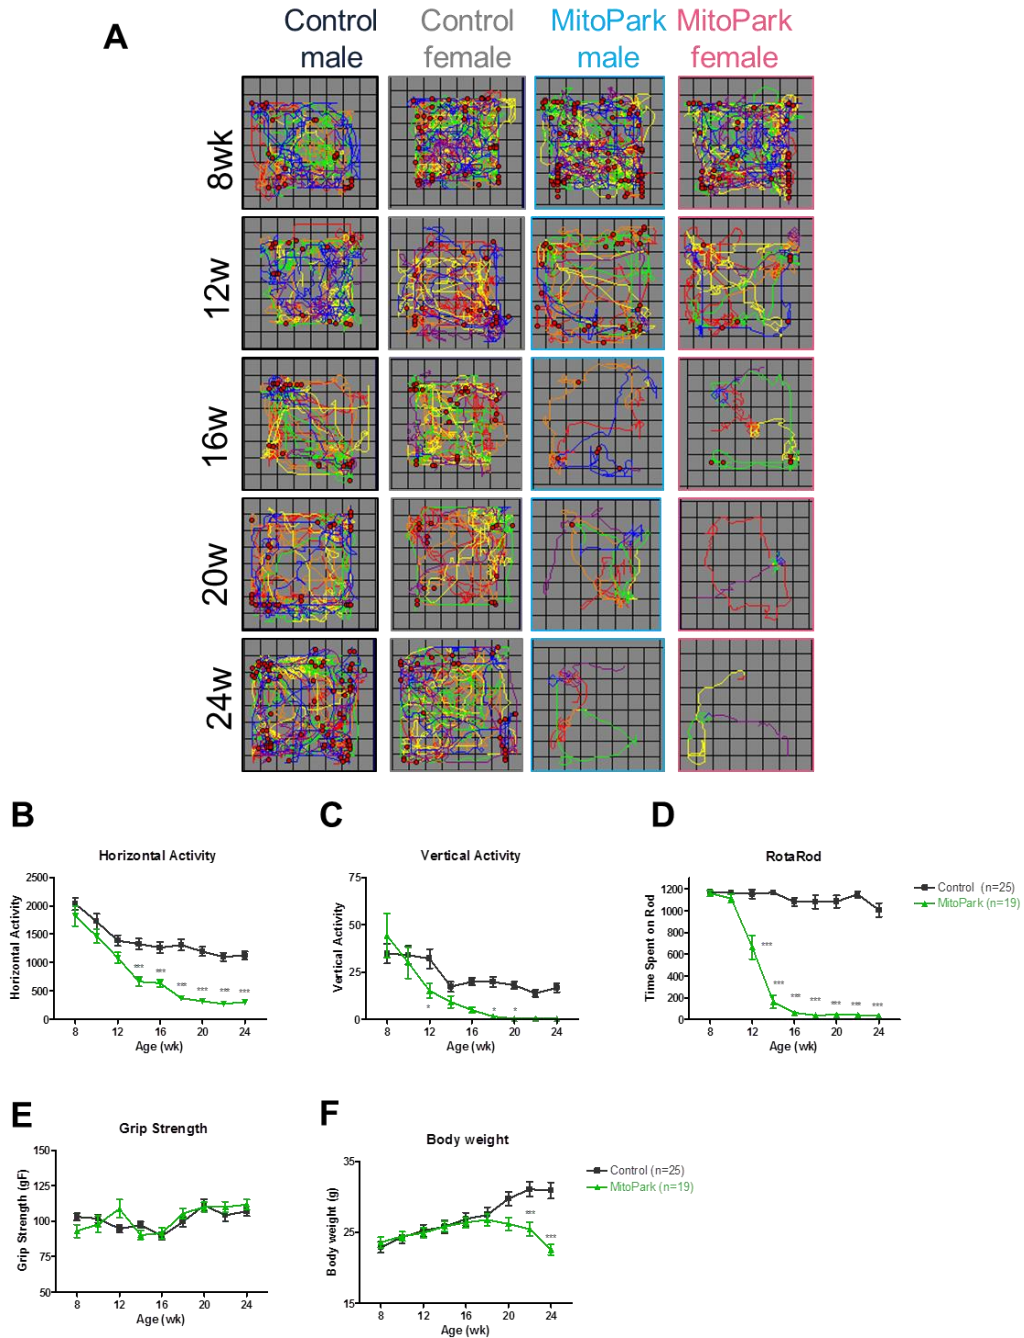 A
Control male
Control female
MitoPark male
MitoPark female
8wk
12w
16w
20w
24w
B
Horizontal Activity
Horizontal Activity
2500
2000
1500
1000
500
0
***
***
***
***
***
***
8 12 16 20 24
Age (wk)
C
Vertical Activity
Vertical Activity
75
50
25
0
*
*
*
8 12 16 20 24
Age (wk)
D
RotaRod
Time Spent on Rod
1200
1000
800
600
400
200
0
***
***
***
***
***
***
***
8 12 16 20 24
Age (wk)
Control (n=25)
MitoPark (n=19)
E
Grip Strength
Grip Strength (gF)
150
125
100
75
50
8 12 16 20 24
Age (wk)
F
Body weight
Body weight (g)
35
25
15
***
***
8 12 16 20 24
Age (wk)
Control (n=25)
MitoPark (n=19)